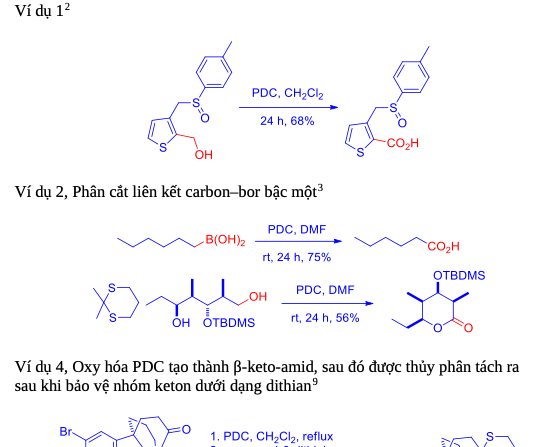 Ví dụ 1²
PDC, CH₂Cl₂
24 h, 68%
S
O
S
OH
S
O
S
CO₂H
Ví dụ 2, Phân cắt liên kết carbon–bor bậc một³
B(OH)₂
PDC, DMF
rt, 24 h, 75%
CO₂H
S
S
OH
OH
OTBDMS
PDC, DMF
rt, 24 h, 56%
OTBDMS
O
O
Ví dụ 4, Oxy hóa PDC tạo thành β-keto-amid, sau đó được thủy phân tách ra
sau khi bảo vệ nhóm keton dưới dạng dithian⁹
Br
O
1. PDC, CH₂Cl₂, reflux
S